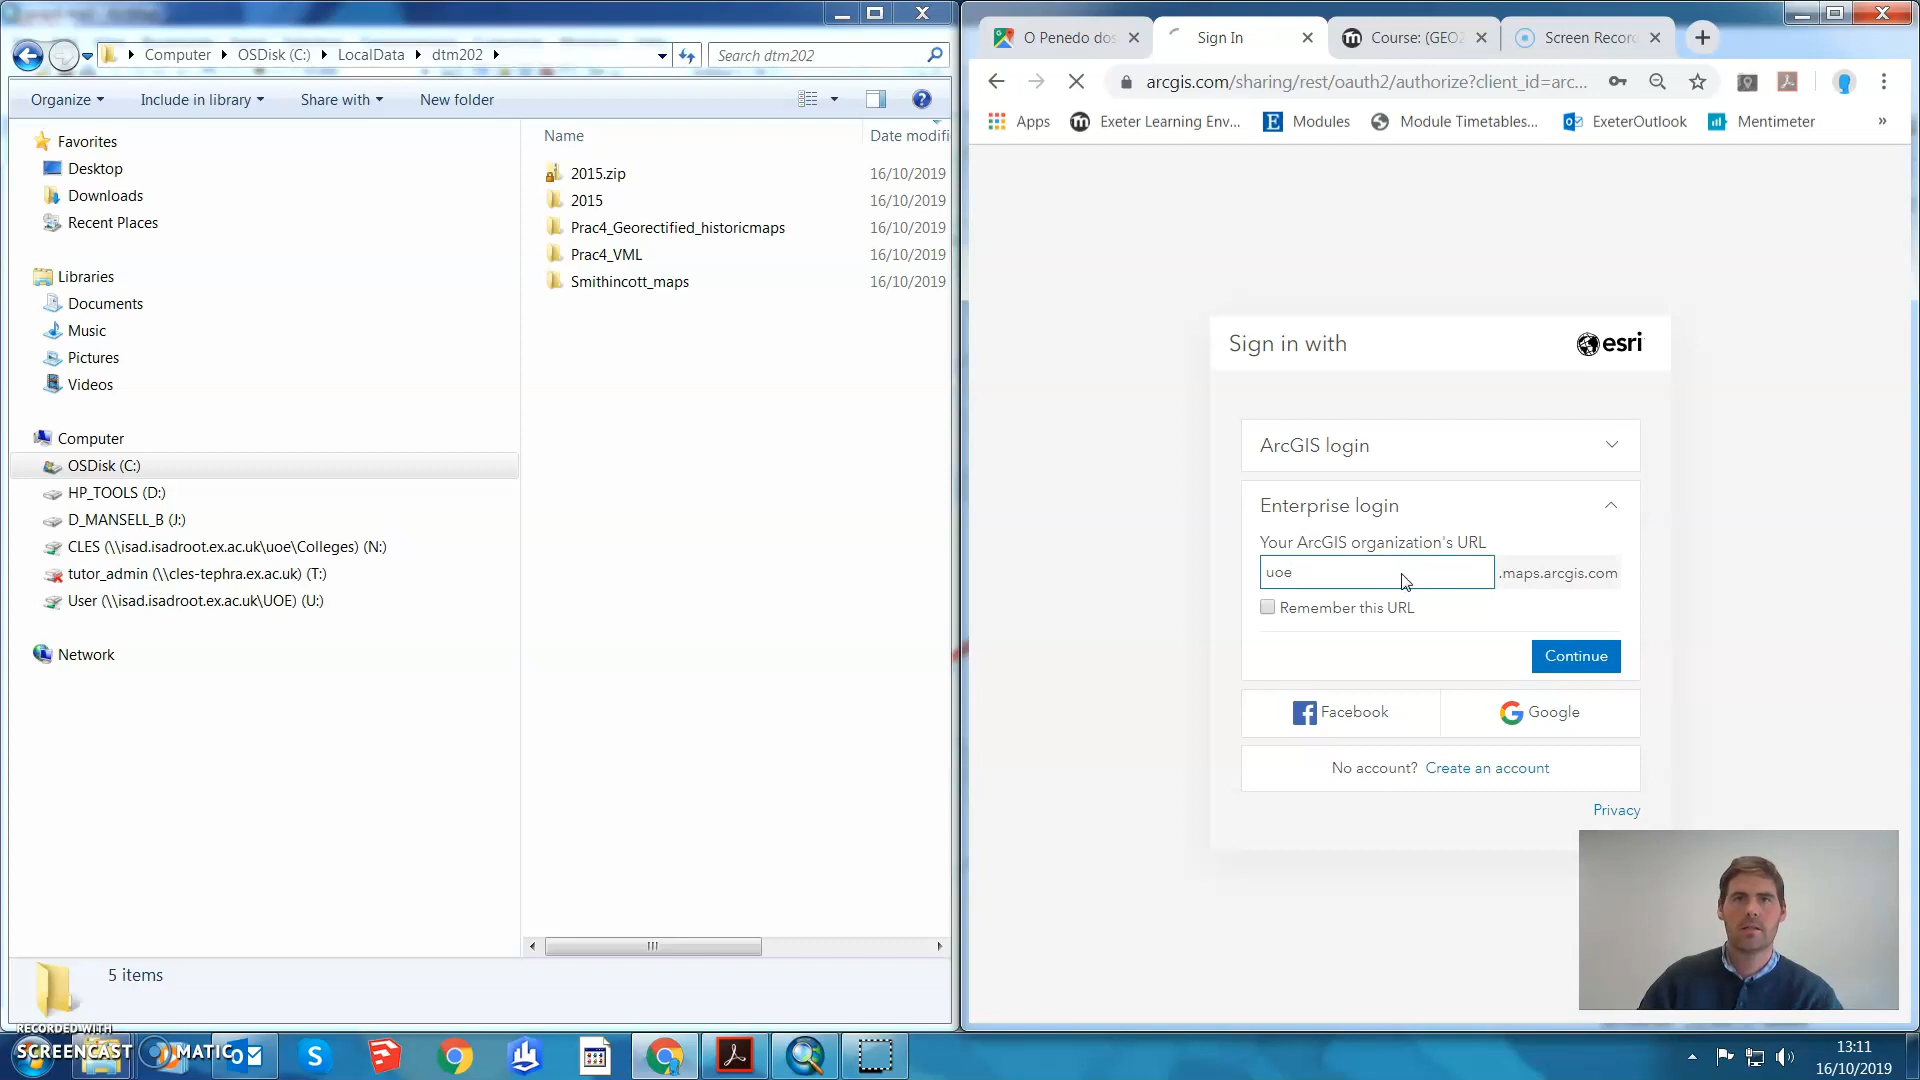 Computer
OSDisk (C:)
LocalData
dtm202
Search dtm202
Organize
Include in library
Share with
New folder
Favorites
Desktop
Downloads
Recent Places
Libraries
Documents
Music
Pictures
Videos
Computer
OSDisk (C:)
HP_TOOLS (D:)
D_MANSELL_B (J:)
CLES (\\isad.isadroot.ex.ac.uk\uoe\Colleges) (N:)
tutor_admin (\\cles-tephra.ex.ac.uk) (T:)
User (\\isad.isadroot.ex.ac.uk\UOE) (U:)
Network
Name
Date modifi
2015.zip
16/10/2019
2015
16/10/2019
Prac4_Georectified_historicmaps
16/10/2019
Prac4_VML
16/10/2019
Smithincott_maps
16/10/2019
5 items
O Penedo dos
Sign In
Course: (GEO2
Screen Record
arcgis.com/sharing/rest/oauth2/authorize?client_id=arc...
Apps
Exeter Learning Env...
Modules
Module Timetables...
ExeterOutlook
Mentimeter
»
Sign in with
esri
ArcGIS login
Enterprise login
Your ArcGIS organization's URL
uoe
.maps.arcgis.com
Remember this URL
Continue
Facebook
Google
No account? Create an account
Privacy
RECORDED WITH
SCREENCAST MATIC
13:11
16/10/2019